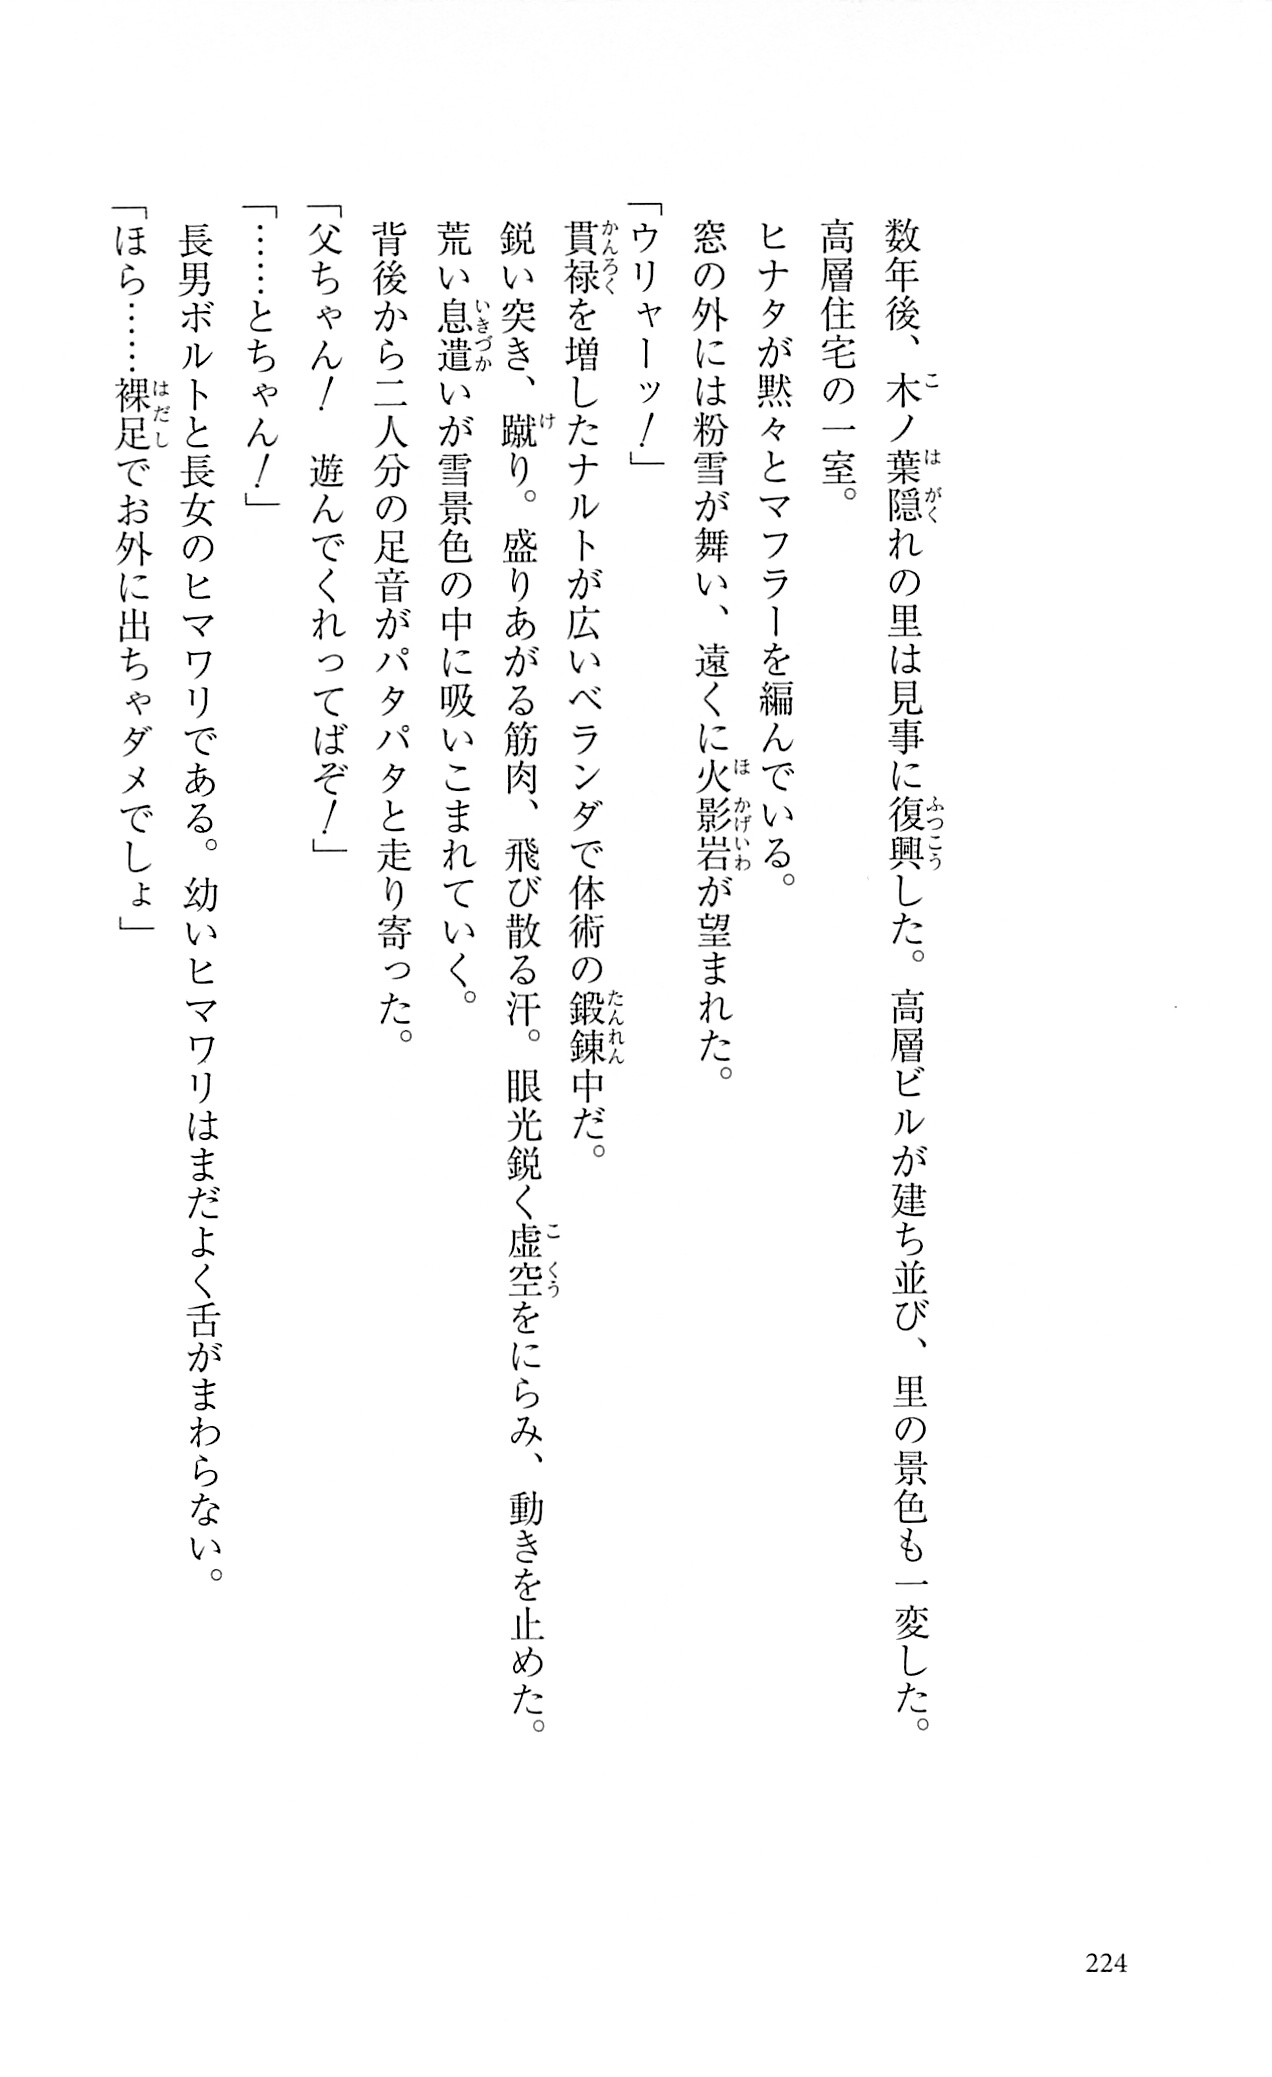 数年後、木ノ葉隠れの里は見事に復興した。高層ビルが建ち並び、里の景色も一変した。
高層住宅の一室。
ヒナタが黙々とマフラーを編んでいる。
窓の外には粉雪が舞い、遠くに火影岩が望まれた。
「ウリャーッ！」
貫禄を増したナルトが広いベランダで体術の鍛錬中だ。
鋭い突き、蹴り。盛りあがる筋肉、飛び散る汗。眼光鋭く虚空をにらみ、動きを止めた。
荒い息遣いが雪景色の中に吸いこまれていく。
背後から二人分の足音がパタパタと走り寄った。
「父ちゃん！　遊んでくれってばぞ！」
「……とちゃん！」
長男ボルトと長女のヒマワリである。幼いヒマワリはまだよく舌がまわらない。
「ほら……裸足でお外に出ちゃダメでしょ」
224